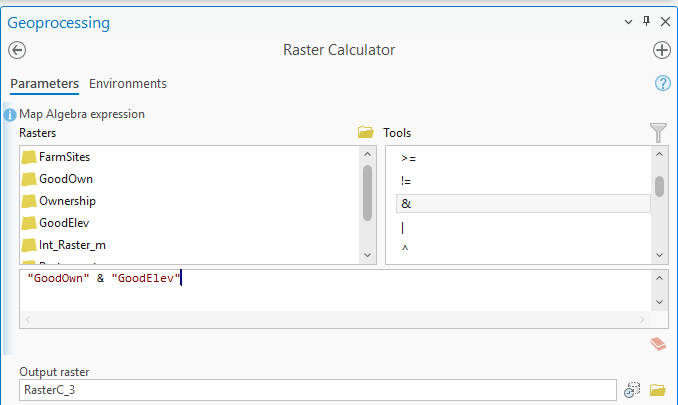 Geoprocessing
Raster Calculator
Parameters Environments
Map Algebra expression
Rasters
Tools
FarmSites
GoodOwn
Ownership
GoodElev
Int_Raster_m
>=
!=
&
|
^
"GoodOwn" & "GoodElev"
Output raster
RasterC_3